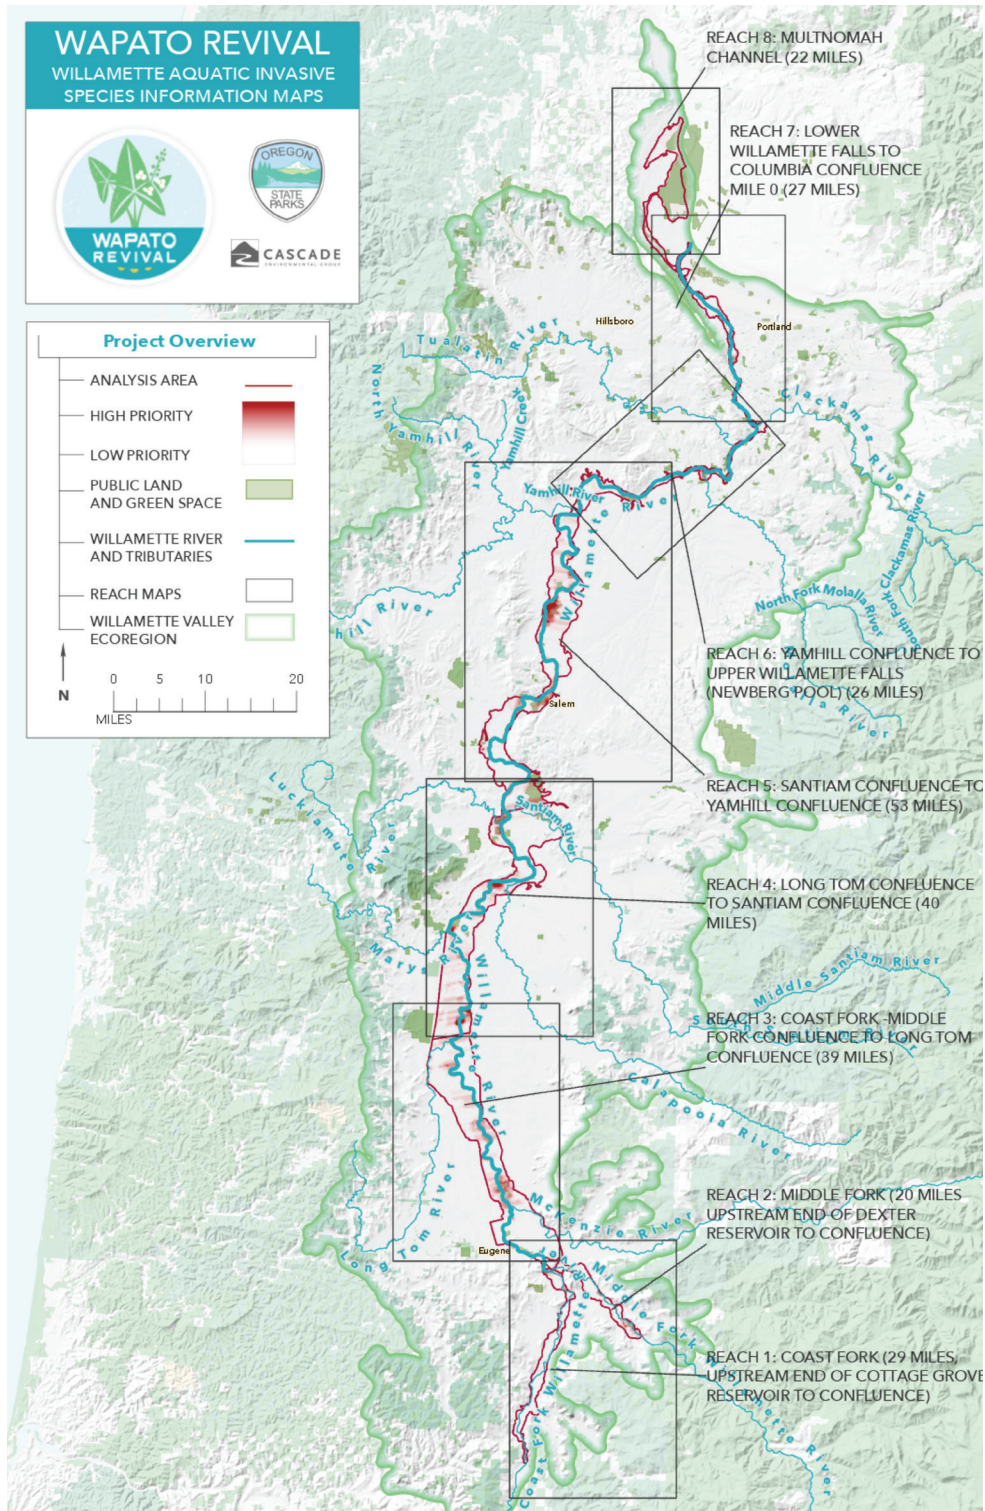 WAPATO REVIVAL
WILLAMETTE AQUATIC INVASIVE
SPECIES INFORMATION MAPS
WAPATO
REVIVAL
OREGON
STATE
PARKS
CASCADE
ENVIRONMENTAL GROUP
Project Overview
ANALYSIS AREA
HIGH PRIORITY
LOW PRIORITY
PUBLIC LAND
AND GREEN SPACE
WILLAMETTE RIVER
AND TRIBUTARIES
REACH MAPS
WILLAMETTE VALLEY
ECOREGION
N
0 5 10 20
MILES
REACH 8: MULTNOMAH
CHANNEL (22 MILES)
REACH 7: LOWER
WILLAMETTE FALLS TO
COLUMBIA CONFLUENCE
MILE 0 (27 MILES)
Hillsboro
Portland
Tualatin River
North Yamhill River
Yamhill Creek
Clackamas River
Yamhill River
Willamette Rive
South Fork Clackamas River
North Fork Molalla River
hill River
REACH 6: YAMHILL CONFLUENCE TO
UPPER WILLAMETTE FALLS
(NEWBERG POOL) (26 MILES)
Salem
REACH 5: SANTIAM CONFLUENCE TO
YAMHILL CONFLUENCE (53 MILES)
Luckiamute River
Santiam River
REACH 4: LONG TOM CONFLUENCE
TO SANTIAM CONFLUENCE (40
MILES)
Marys River
Willamette River
Middle Santiam River
REACH 3: COAST FORK -MIDDLE
FORK CONFLUENCE TO LONG TOM
CONFLUENCE (39 MILES)
Calapooia River
Long Tom River
McKenzie River
REACH 2: MIDDLE FORK (20 MILES
UPSTREAM END OF DEXTER
RESERVOIR TO CONFLUENCE)
Eugene
Middle Fork Willamette River
REACH 1: COAST FORK (29 MILES,
UPSTREAM END OF COTTAGE GROVE
RESERVOIR TO CONFLUENCE)
Coast Fork Willamette